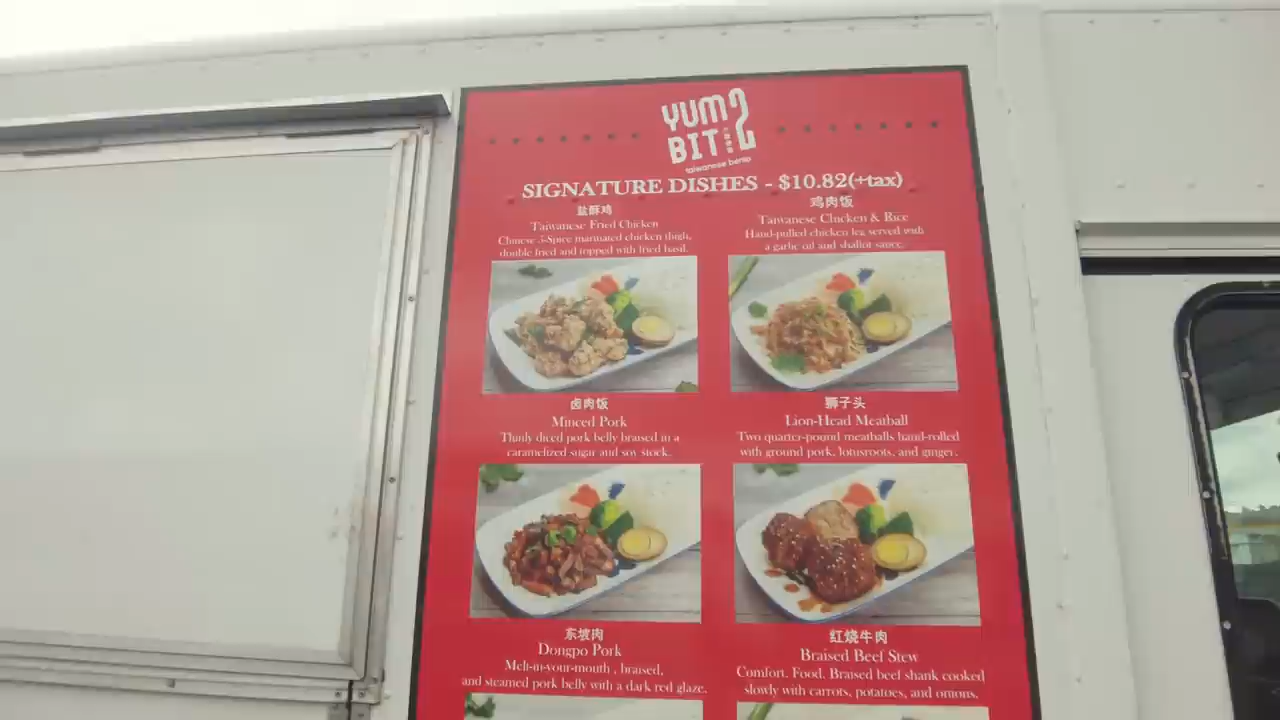 YUM
BIT 2
taiwanese bento
SIGNATURE DISHES - $10.82(+tax)
盐酥鸡
Taiwanese Fried Chicken
Chinese 5-Spice marinated chicken thigh,
double fried and topped with fried basil.
鸡肉饭
Taiwanese Chicken & Rice
Hand-pulled chicken leg served with
a garlic oil and shallot sauce.
卤肉饭
Minced Pork
Thinly diced pork belly braised in a
caramelized sugar and soy stock.
狮子头
Lion-Head Meatball
Two quarter-pound meatballs hand-rolled
with ground pork, lotusroots, and ginger.
东坡肉
Dongpo Pork
Melt-in-your-mouth , braised,
and steamed pork belly with a dark red glaze.
红烧牛肉
Braised Beef Stew
Comfort. Food. Braised beef shank cooked
slowly with carrots, potatoes, and onions.